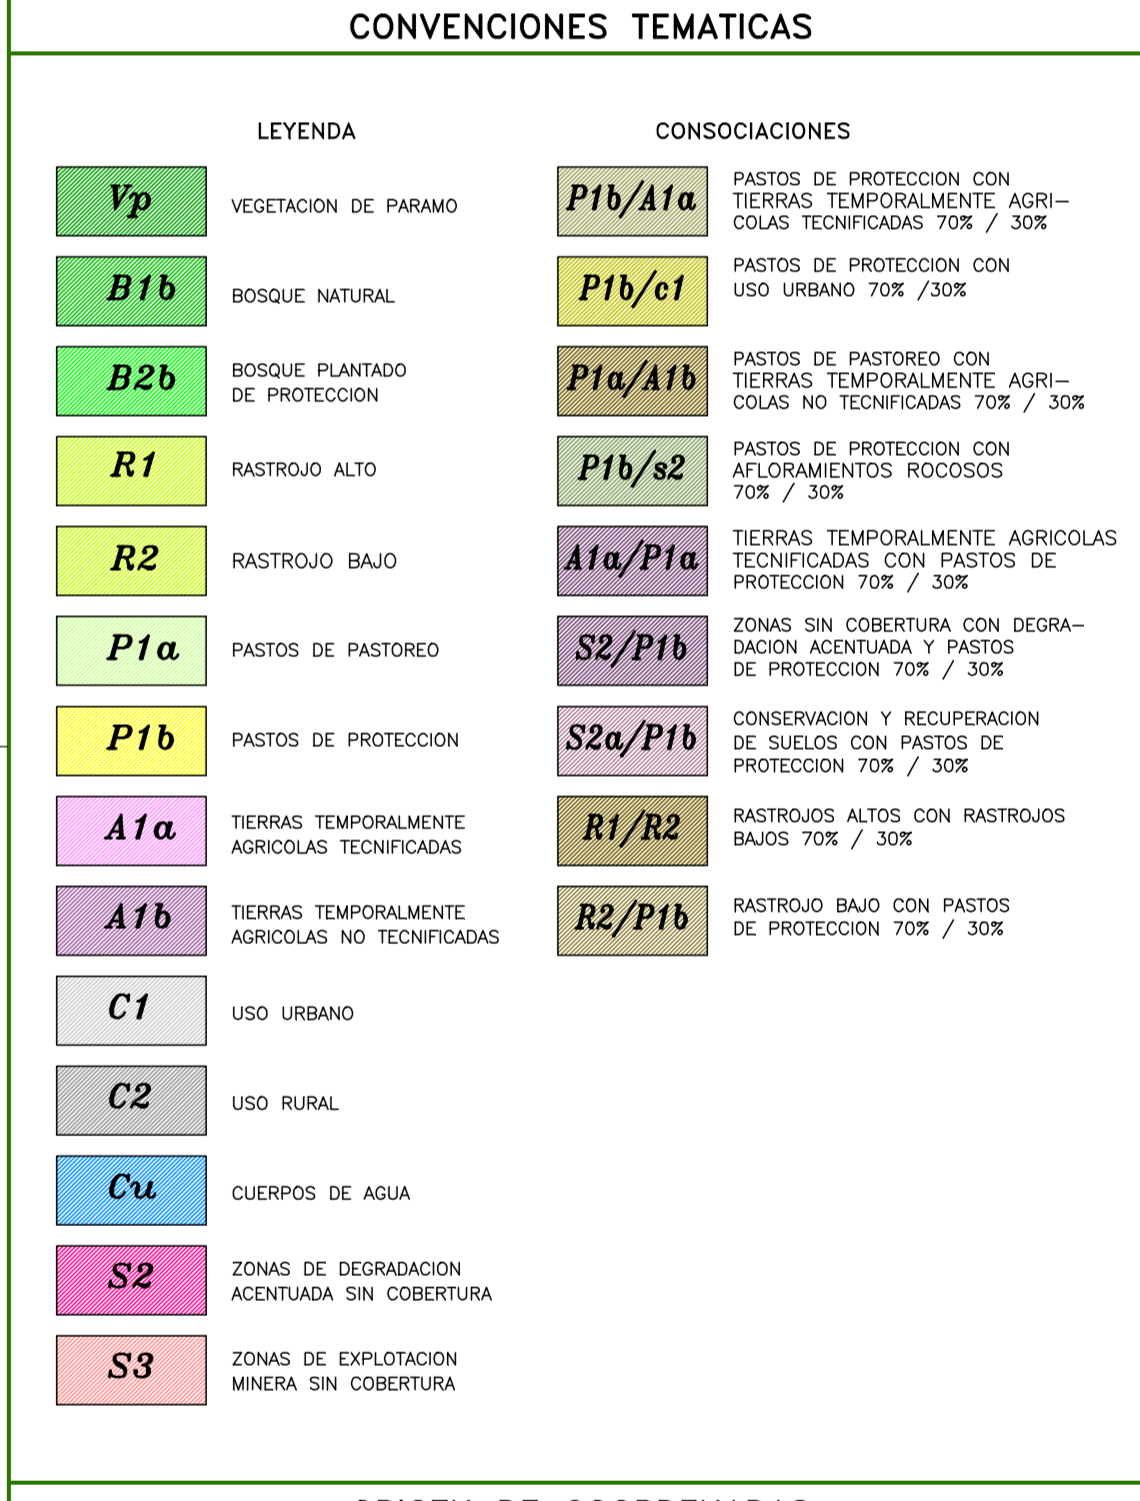 CONVENCIONES TEMATICAS
LEYENDA
Vp
VEGETACION DE PARAMO
B1b
BOSQUE NATURAL
B2b
BOSQUE PLANTADO
DE PROTECCION
R1
RASTROJO ALTO
R2
RASTROJO BAJO
P1a
PASTOS DE PASTOREO
P1b
PASTOS DE PROTECCION
A1a
TIERRAS TEMPORALMENTE
AGRICOLAS TECNIFICADAS
A1b
TIERRAS TEMPORALMENTE
AGRICOLAS NO TECNIFICADAS
C1
USO URBANO
C2
USO RURAL
Cu
CUERPOS DE AGUA
S2
ZONAS DE DEGRADACION
ACENTUADA SIN COBERTURA
S3
ZONAS DE EXPLOTACION
MINERA SIN COBERTURA
CONSOCIACIONES
P1b/A1a
PASTOS DE PROTECCION CON
TIERRAS TEMPORALMENTE AGRI-
COLAS TECNIFICADAS 70% / 30%
P1b/c1
PASTOS DE PROTECCION CON
USO URBANO 70% /30%
P1a/A1b
PASTOS DE PASTOREO CON
TIERRAS TEMPORALMENTE AGRI-
COLAS NO TECNIFICADAS 70% / 30%
P1b/s2
PASTOS DE PROTECCION CON
AFLORAMIENTOS ROCOSOS
70% / 30%
A1a/P1a
TIERRAS TEMPORALMENTE AGRICOLAS
TECNIFICADAS CON PASTOS DE
PROTECCION 70% / 30%
S2/P1b
ZONAS SIN COBERTURA CON DEGRA-
DACION ACENTUADA Y PASTOS
DE PROTECCION 70% / 30%
S2a/P1b
CONSERVACION Y RECUPERACION
DE SUELOS CON PASTOS DE
PROTECCION 70% / 30%
R1/R2
RASTROJOS ALTOS CON RASTROJOS
BAJOS 70% / 30%
R2/P1b
RASTROJO BAJO CON PASTOS
DE PROTECCION 70% / 30%